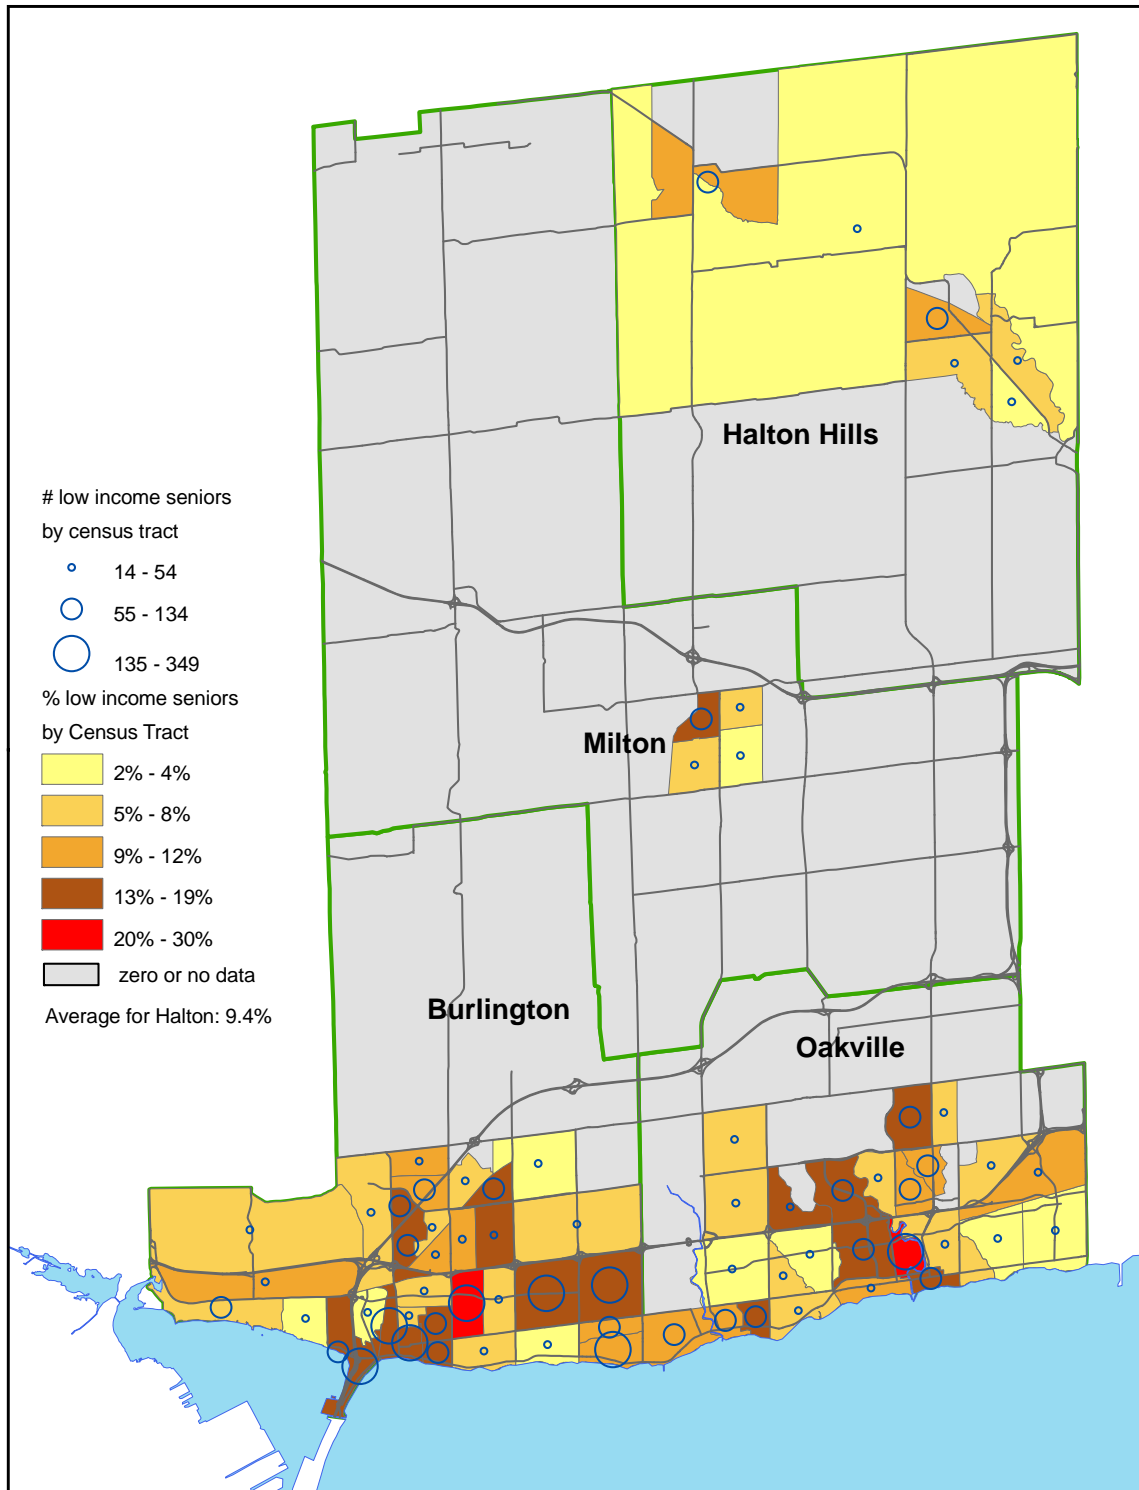 Halton Hills
# low income seniors
by census tract
14 - 54
55 - 134
135 - 349
% low income seniors
by Census Tract
2% - 4%
5% - 8%
9% - 12%
13% - 19%
20% - 30%
zero or no data
Average for Halton: 9.4%
Milton
Burlington
Oakville